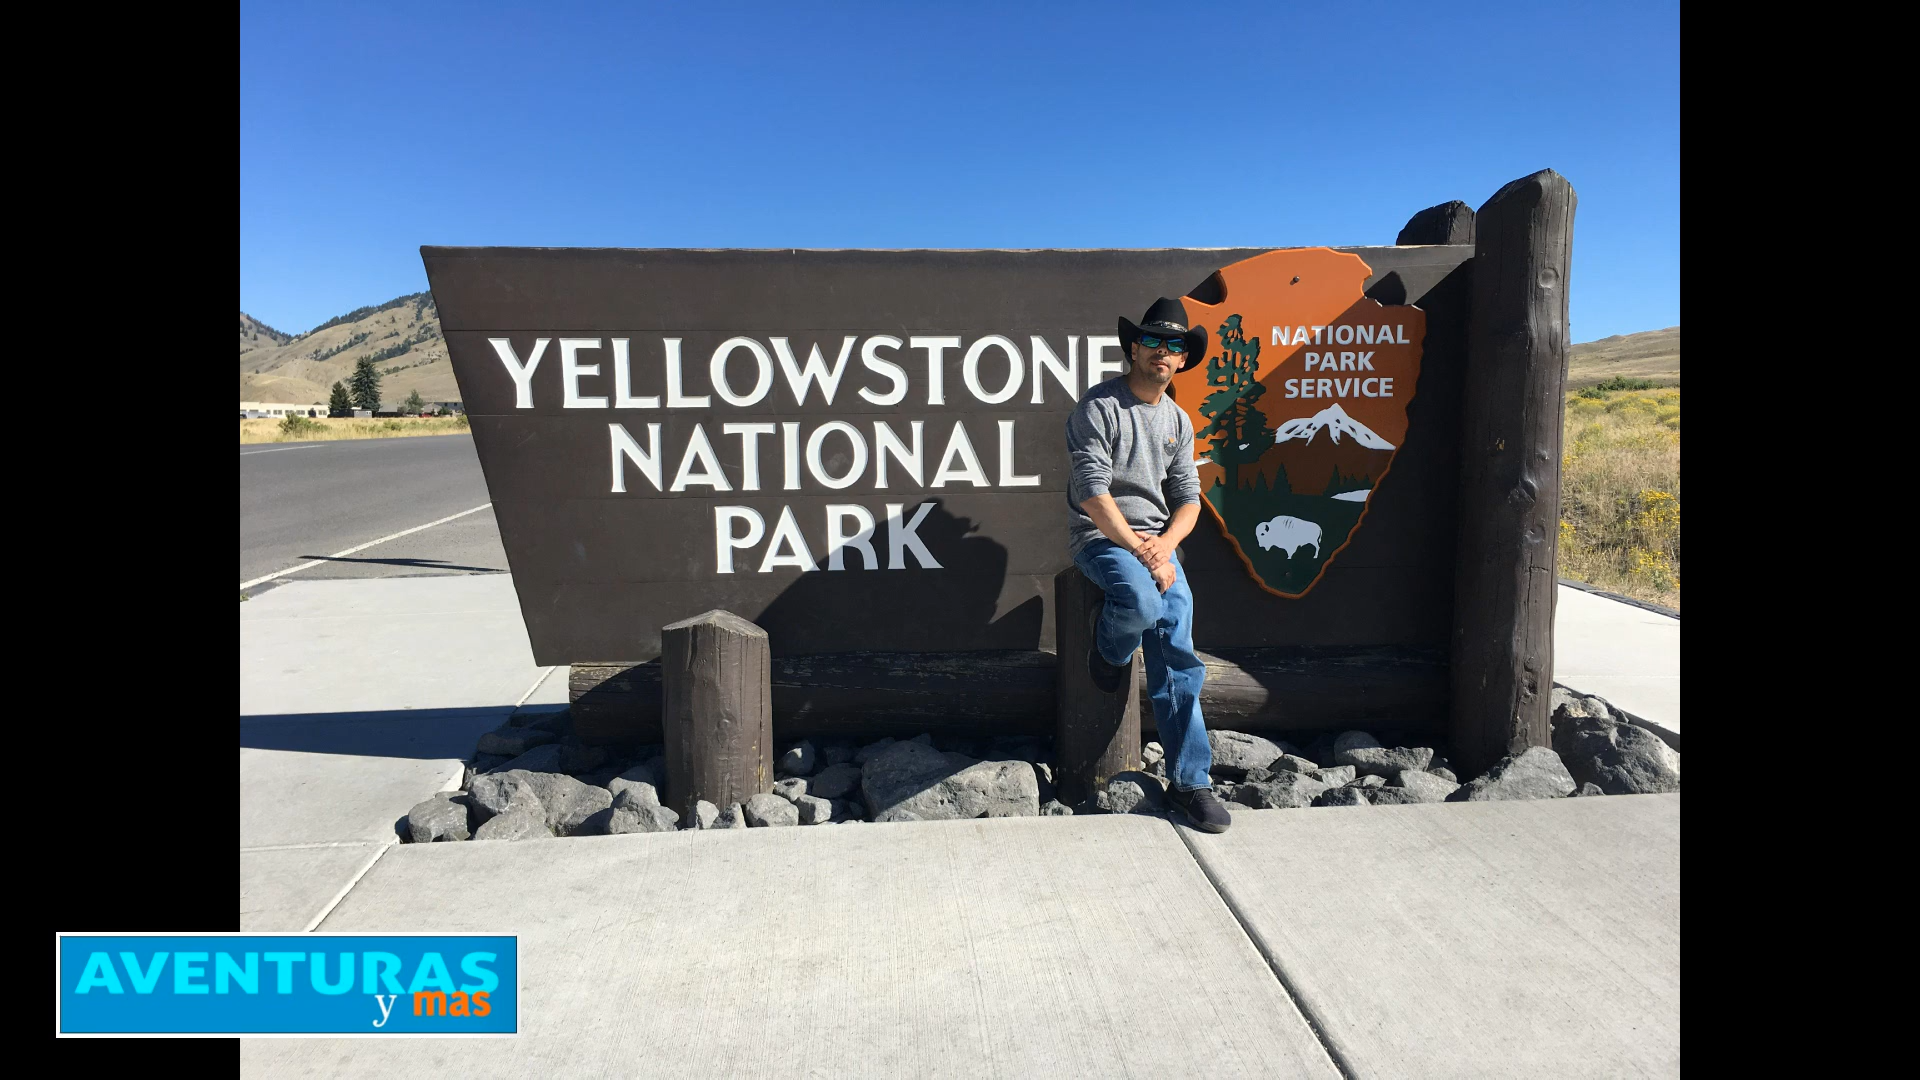 YELLOWSTONE
NATIONAL
PARK
NATIONAL
PARK
SERVICE
AVENTURAS
y mas